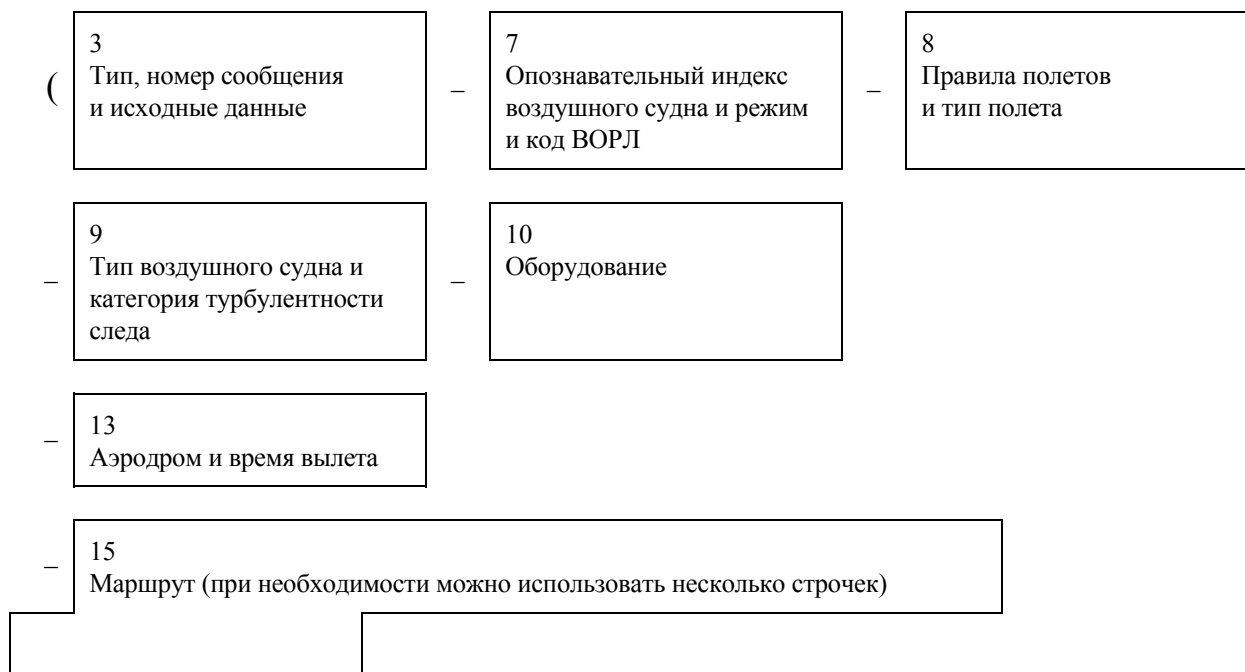 3
Тип, номер сообщения
и исходные данные
(
–
7
Опознавательный индекс
воздушного судна и режим
и код ВОРЛ
–
8
Правила полетов
и тип полета
–
9
Тип воздушного судна и
категория турбулентности
следа
–
10
Оборудование
–
13
Аэродром и время вылета
–
15
Маршрут (при необходимости можно использовать несколько строчек)